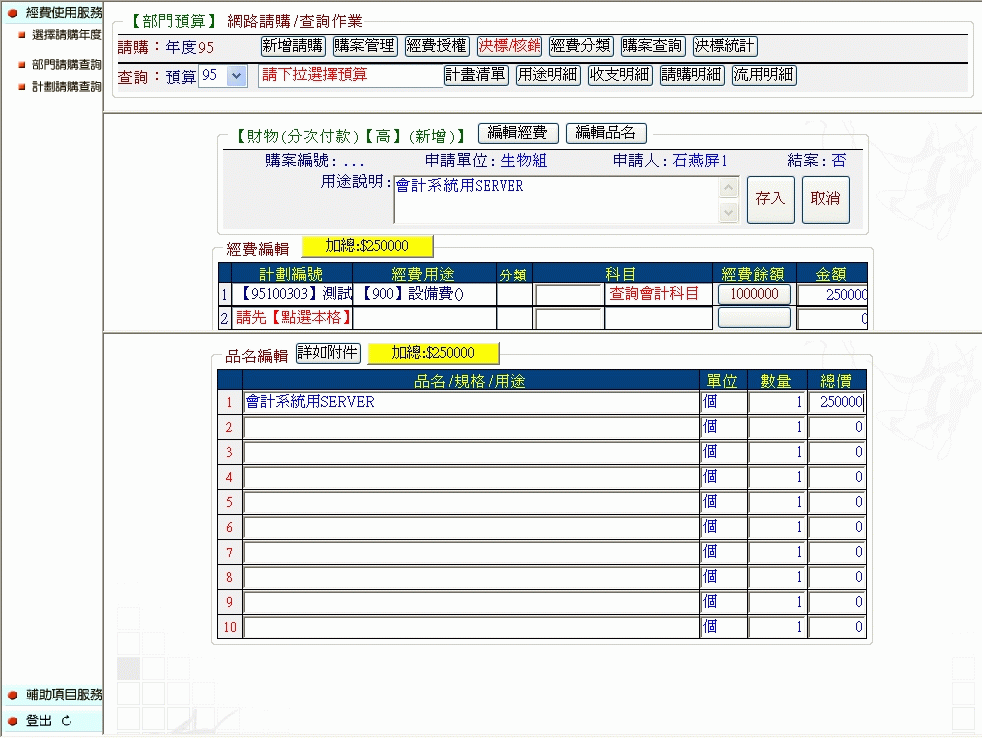 經費使用服務
選擇請購年度
部門請購查詢
計劃請購查詢
輔助項目服務
登出
【部門預算】 網路請購/查詢作業
請購：年度95 新增請購 購案管理 經費授權 決標/核銷 經費分類 購案查詢 決標統計
查詢：預算 95 請下拉選擇預算 計畫清單 用途明細 收支明細 請購明細 流用明細
【財物(分次付款)【高】(新增)】 編輯經費 編輯品名
購案編號：... 申請單位：生物組 申請人：石燕屏1 結案：否
用途說明： 會計系統用SERVER 存入 取消
經費編輯 加總:$250000
計劃編號 經費用途 分類 科目 經費餘額 金額
1 【95100303】測試 【900】設備費() 查詢會計科目 1000000 250000
2 請先【點選本格】 0
品名編輯 詳如附件 加總:$250000
品名/規格/用途 單位 數量 總價
1 會計系統用SERVER 個 1 250000
2 個 1 0
3 個 1 0
4 個 1 0
5 個 1 0
6 個 1 0
7 個 1 0
8 個 1 0
9 個 1 0
10 個 1 0